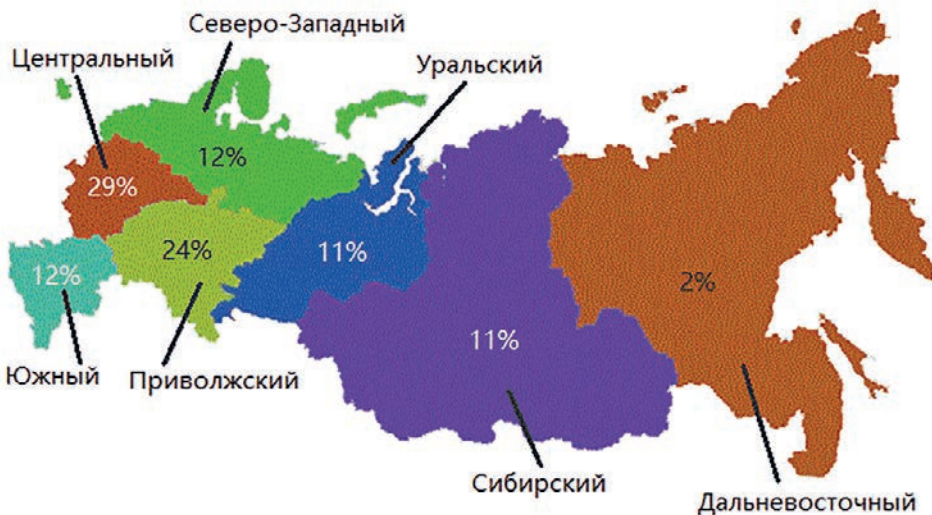 Северо-Западный
Центральный
Уральский
12%
29%
24%
11%
12%
2%
11%
Южный
Приволжский
Сибирский
Дальневосточный